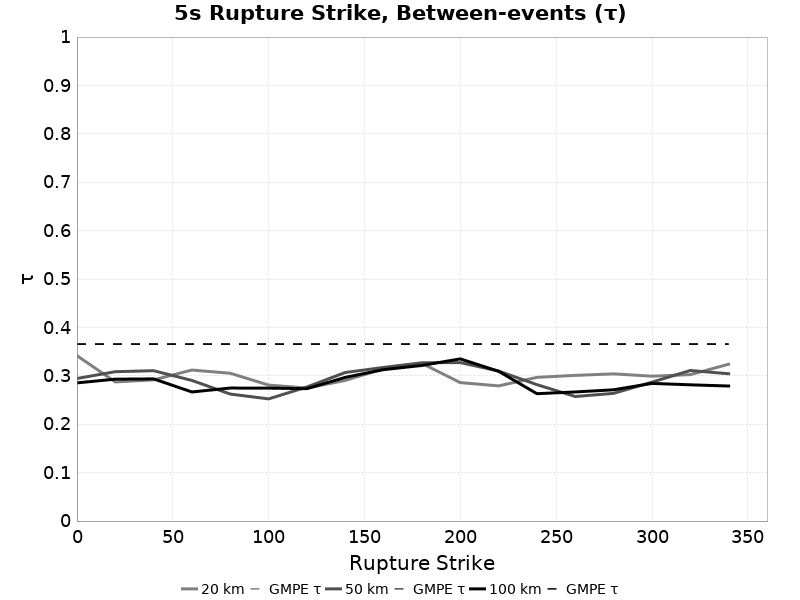 5s Rupture Strike, Between-events (τ)
1
0.9
0.8
0.7
0.6
0.5
0.4
0.3
0.2
0.1
0
τ
0 50 100 150 200 250 300 350
Rupture Strike
20 km GMPE τ 50 km GMPE τ 100 km GMPE τ